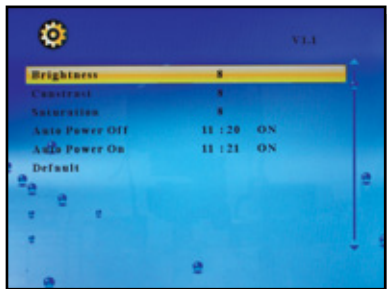 V1.1
Brightness 8
Constrast 8
Saturation 8
Auto Power Off 11 : 20 ON
Auto Power On 11 : 21 ON
Default